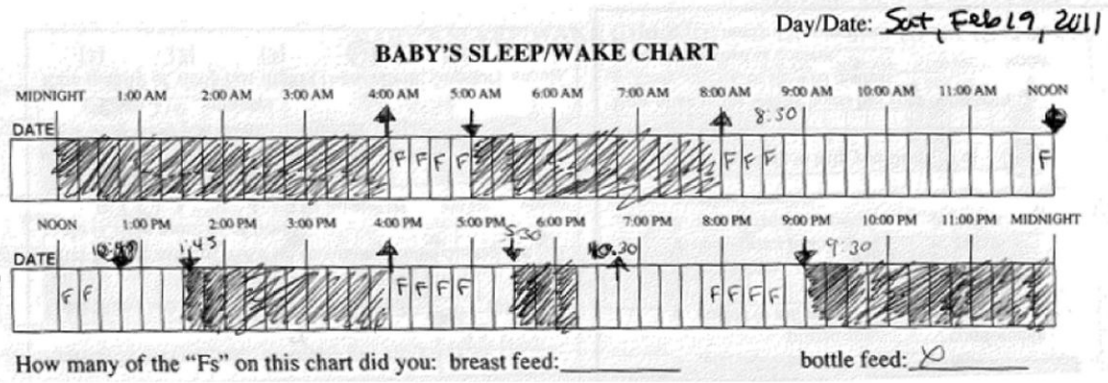 Day/Date: Sat, Feb 19, 2011
BABY'S SLEEP/WAKE CHART
MIDNIGHT 1:00 AM 2:00 AM 3:00 AM 4:00 AM 5:00 AM 6:00 AM 7:00 AM 8:00 AM 9:00 AM 10:00 AM 11:00 AM NOON
8:30
DATE
F F F F F F F F
NOON 1:00 PM 2:00 PM 3:00 PM 4:00 PM 5:00 PM 6:00 PM 7:00 PM 8:00 PM 9:00 PM 10:00 PM 11:00 PM MIDNIGHT
1:45 5:30 9:30
DATE
F F F F F F F F F F
How many of the "Fs" on this chart did you: breast feed: bottle feed: X